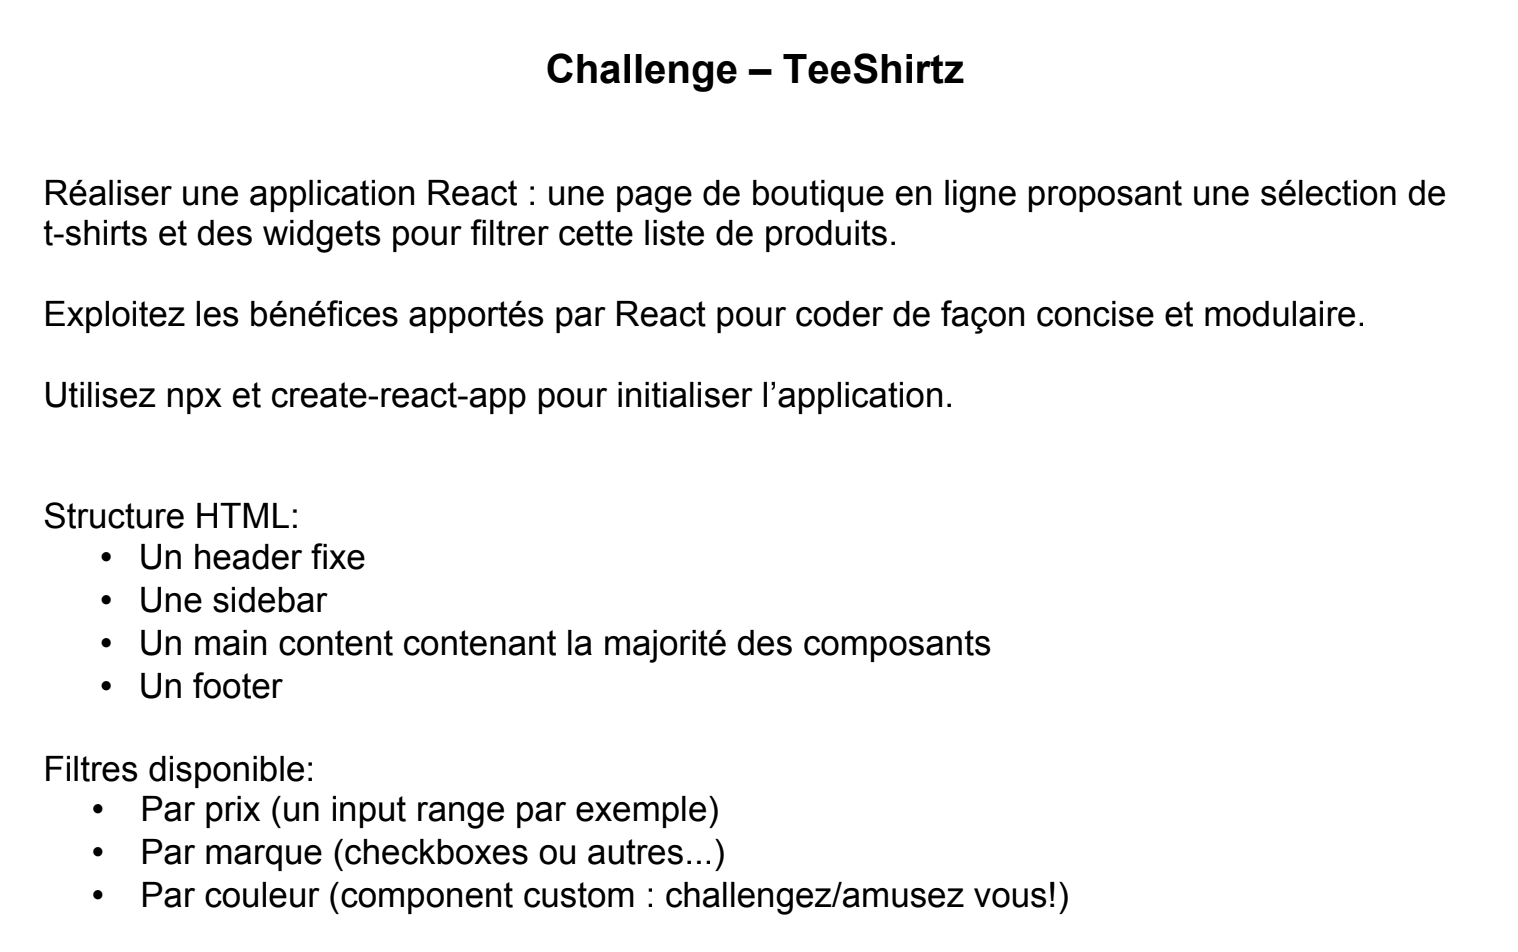 Challenge – TeeShirtz
Réaliser une application React : une page de boutique en ligne proposant une sélection de
t-shirts et des widgets pour filtrer cette liste de produits.
Exploitez les bénéfices apportés par React pour coder de façon concise et modulaire.
Utilisez npx et create-react-app pour initialiser l’application.
Structure HTML:
• Un header fixe
• Une sidebar
• Un main content contenant la majorité des composants
• Un footer
Filtres disponible:
• Par prix (un input range par exemple)
• Par marque (checkboxes ou autres...)
• Par couleur (component custom : challengez/amusez vous!)